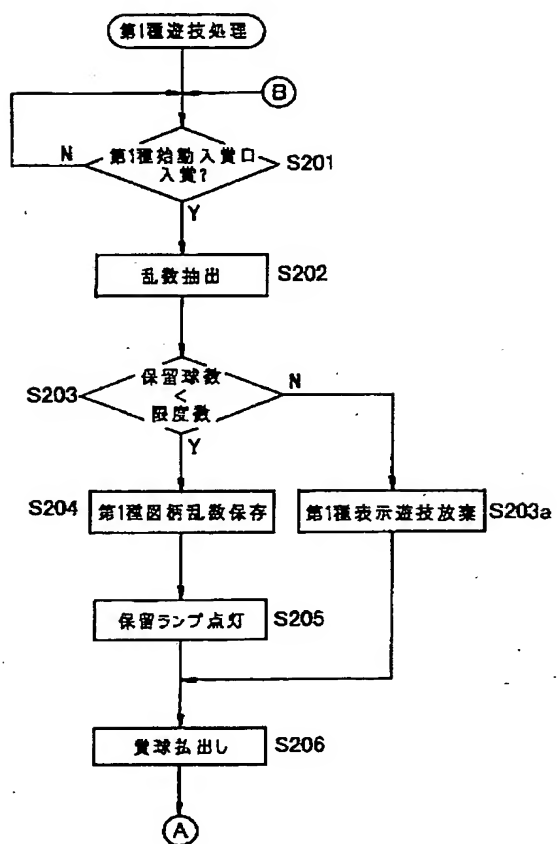 第1種遊技処理
B
第1種始動入賞口
入賞?
N
S201
Y
乱数抽出
S202
保留球数
<
限度数
S203
N
Y
S204
第1種図柄乱数保存
第1種表示遊技放棄
S203a
保留ランプ点灯
S205
賞球払出し
S206
A